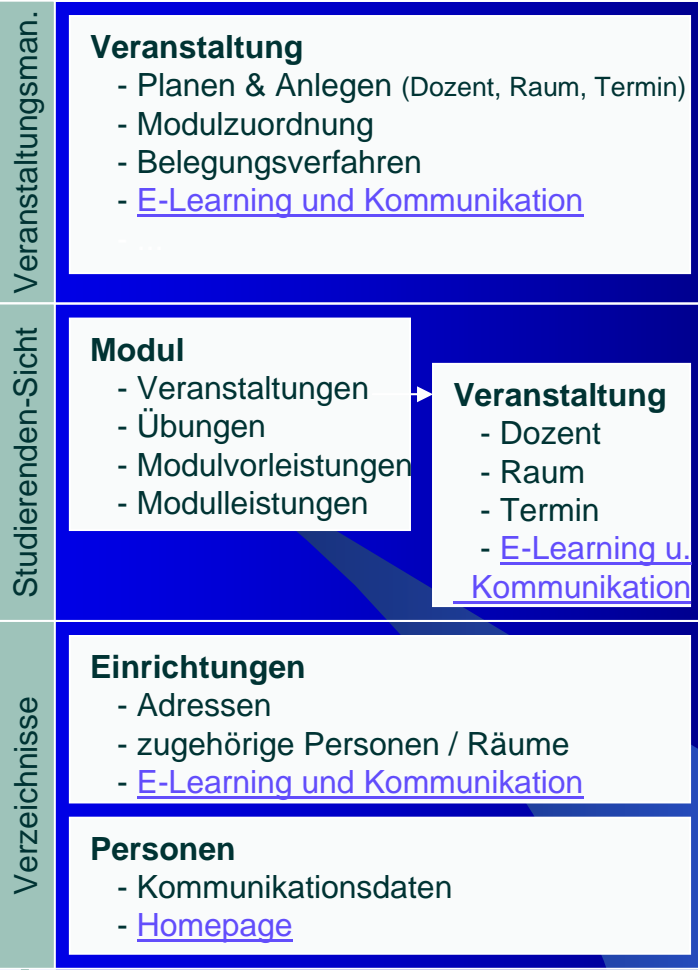 Veranstaltungsman.
Veranstaltung
- Planen & Anlegen (Dozent, Raum, Termin)
- Modulzuordnung
- Belegungsverfahren
- E-Learning und Kommunikation
- ...
Studierenden-Sicht
Modul
- Veranstaltungen
- Übungen
- Modulvorleistungen
- Modulleistungen
Veranstaltung
- Dozent
- Raum
- Termin
- E-Learning u.
Kommunikation
Verzeichnisse
Einrichtungen
- Adressen
- zugehörige Personen / Räume
- E-Learning und Kommunikation
Personen
- Kommunikationsdaten
- Homepage